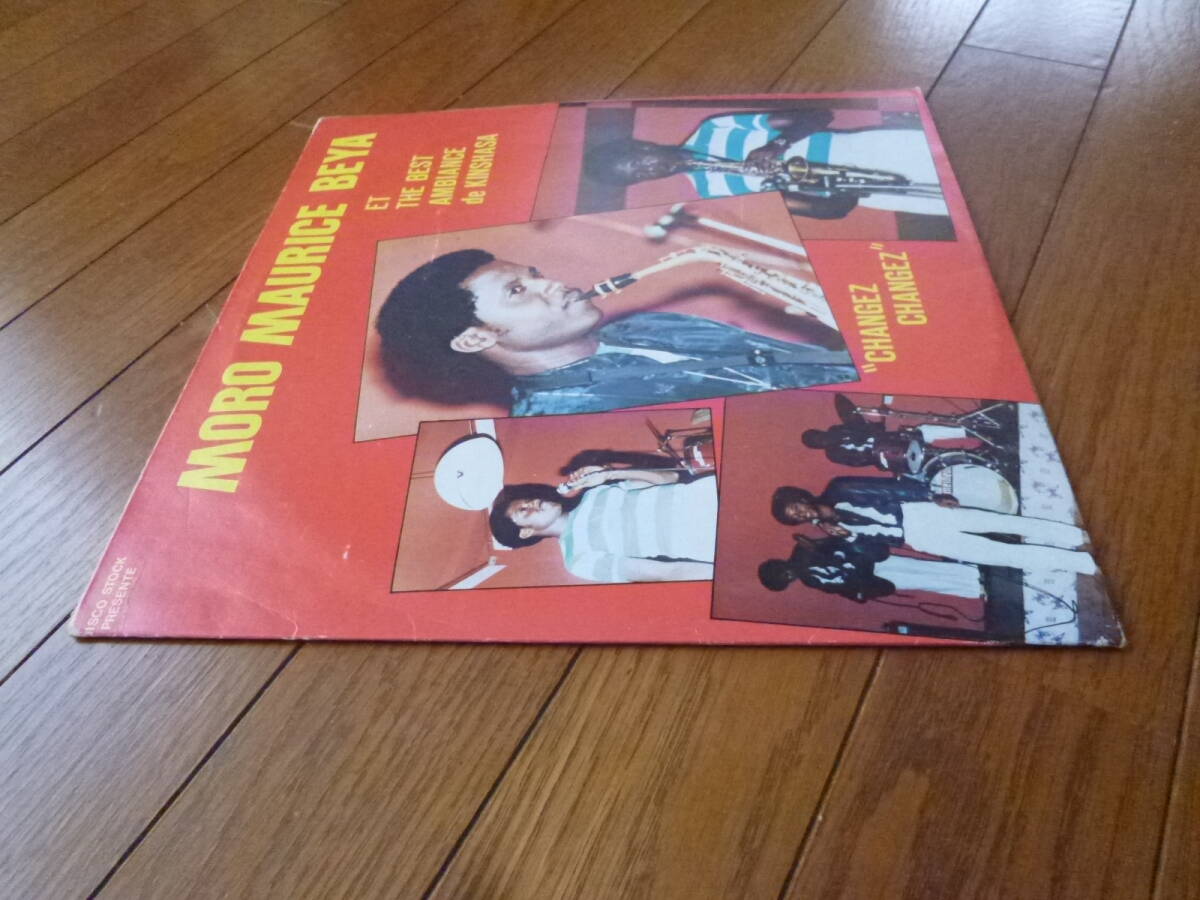 DISCO STOCK
PRESENTE
MORO MAURICE BEYA
ET
THE BEST
AMBIANCE
de KINSHASA
"CHANGEZ
CHANGEZ"